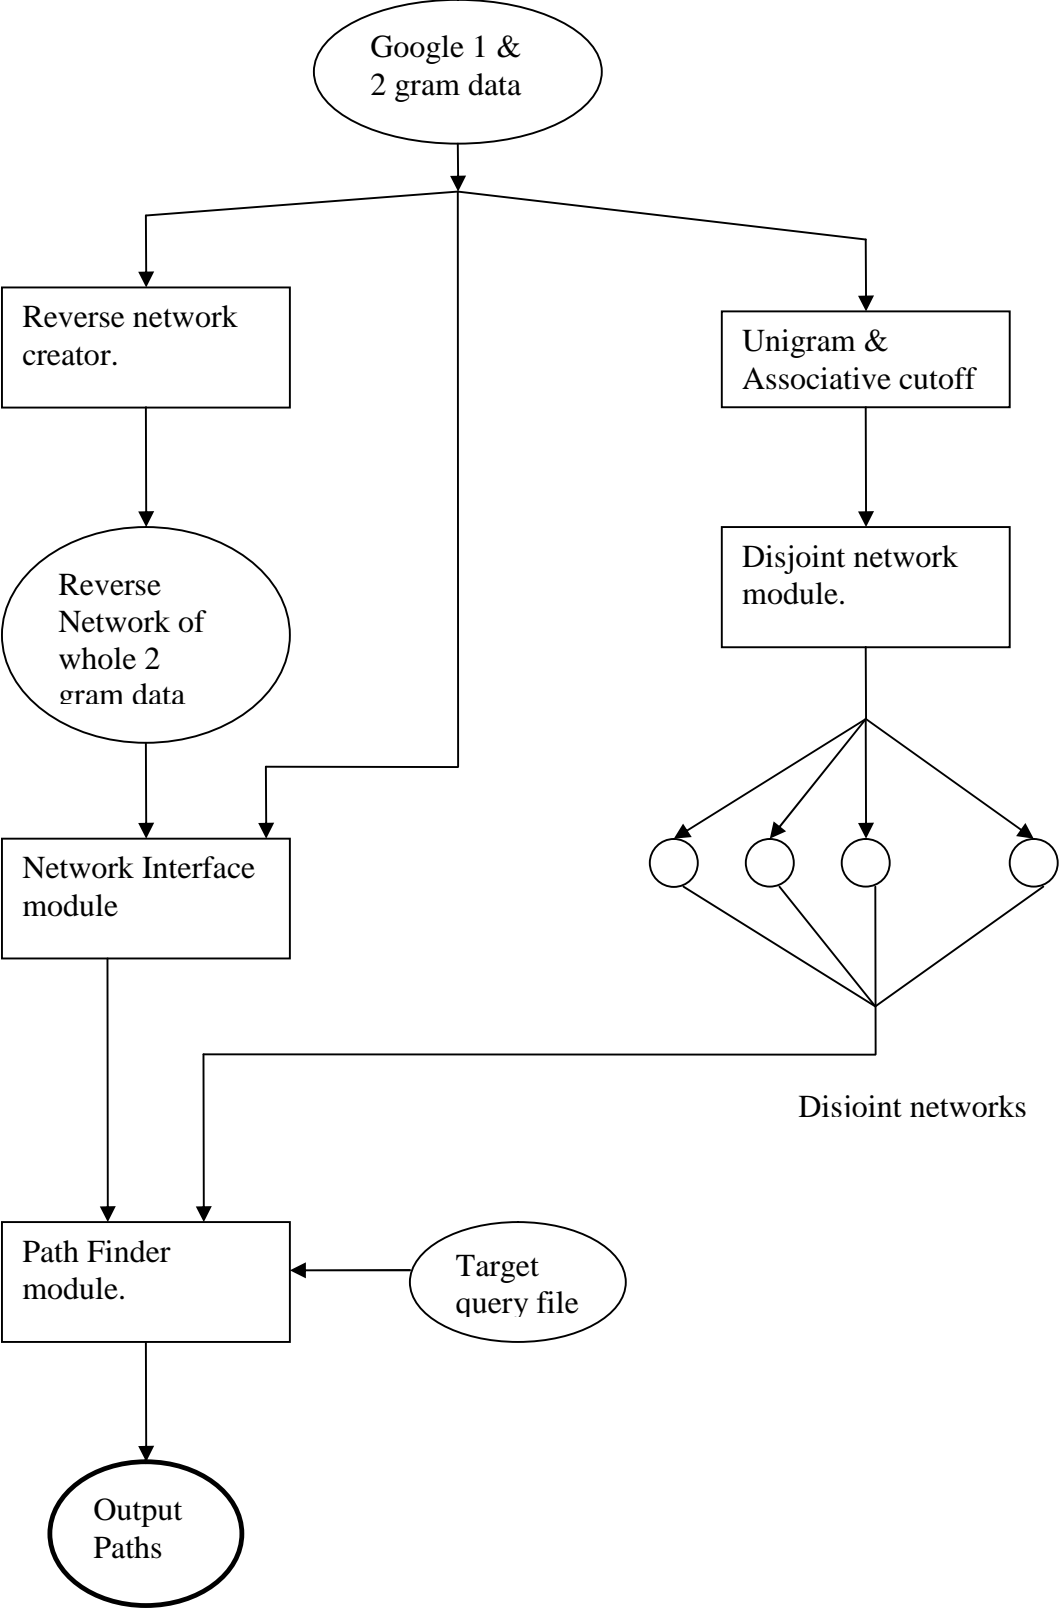 Google 1 &
2 gram data
Reverse network
creator.
Unigram &
Associative cutoff
Reverse
Network of
whole 2
gram data
Disjoint network
module.
Network Interface
module
Disjoint networks
Path Finder
module.
Target
query file
Output
Paths